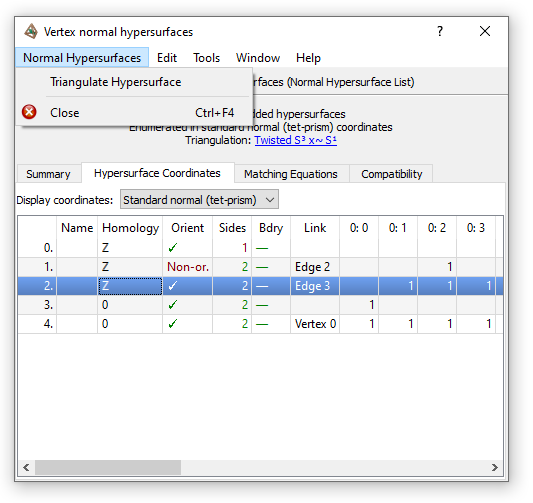 Vertex normal hypersurfaces
Normal Hypersurfaces Edit Tools Window Help
Triangulate Hypersurface
Close Ctrl+F4
rfaces (Normal Hypersurface List)
dded hypersurfaces
Enumerated in standard normal (tet-prism) coordinates
Triangulation: Twisted S³ x~ S¹
Summary Hypersurface Coordinates Matching Equations Compatibility
Display coordinates: Standard normal (tet-prism)
Name Homology Orient Sides Bdry Link 0: 0 0: 1 0: 2 0: 3
0. Z ✓ 1 —
1. Z Non-or. 2 — Edge 2 1
2. Z ✓ 2 — Edge 3 1 1 1
3. 0 ✓ 2 — 1
4. 0 ✓ 2 — Vertex 0 1 1 1 1